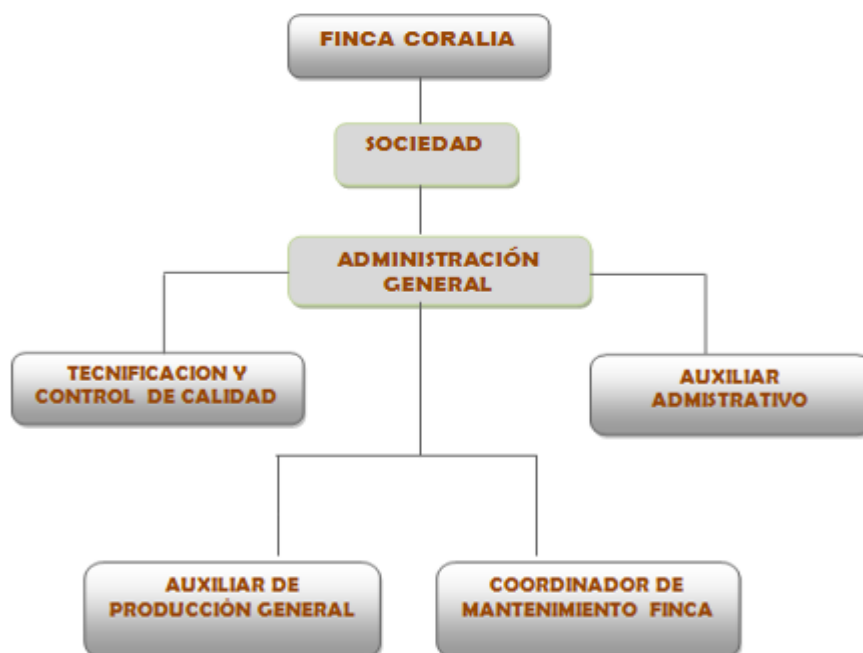 FINCA CORALIA
SOCIEDAD
ADMINISTRACIÓN
GENERAL
TECNIFICACION Y
CONTROL DE CALIDAD
AUXILIAR
ADMISTRATIVO
AUXILIAR DE
PRODUCCIÓN GENERAL
COORDINADOR DE
MANTENIMIENTO FINCA